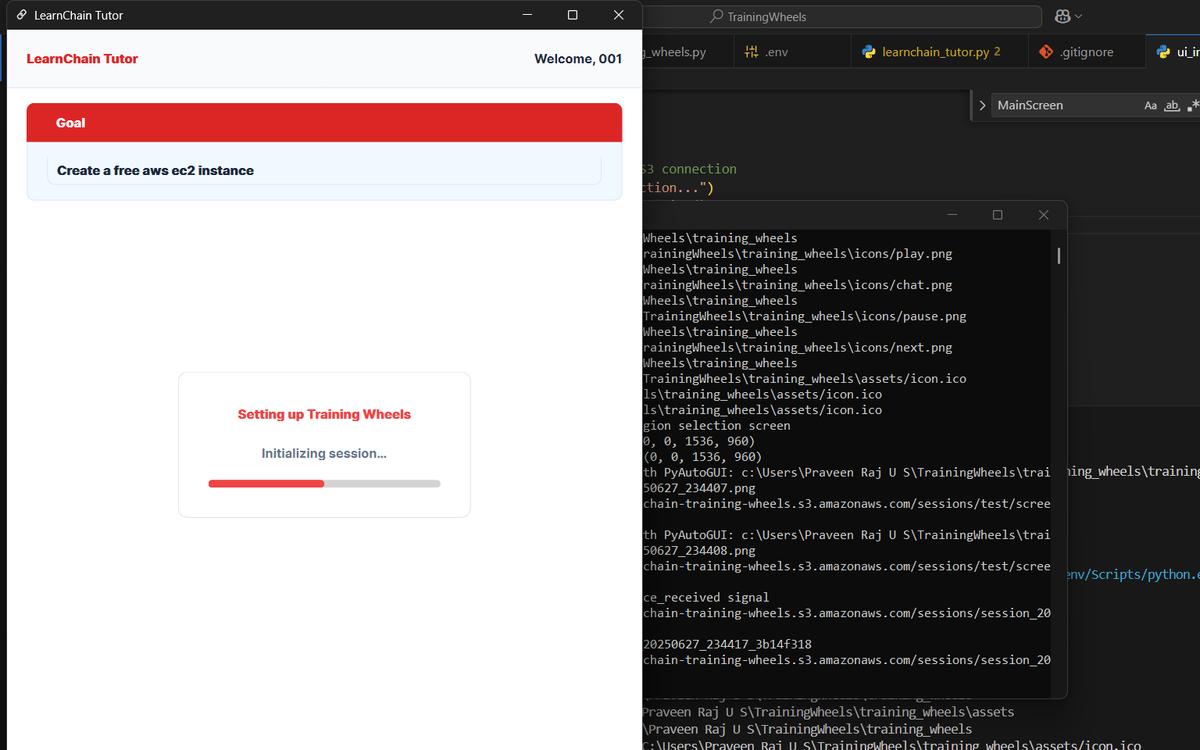 LearnChain Tutor
TrainingWheels
LearnChain Tutor
Welcome, 001
g_wheels.py
.env
learnchain_tutor.py 2
.gitignore
ui_in
Goal
Create a free aws ec2 instance
MainScreen
Aa ab
S3 connection
ction...")
Setting up Training Wheels
Initializing session...
Wheels\training_wheels
rainingWheels\training_wheels\icons/play.png
Wheels\training_wheels
rainingWheels\training_wheels\icons/chat.png
Wheels\training_wheels
TrainingWheels\training_wheels\icons/pause.png
Wheels\training_wheels
rainingWheels\training_wheels\icons/next.png
Wheels\training_wheels
TrainingWheels\training_wheels\assets/icon.ico
ls\training_wheels\assets/icon.ico
ls\training_wheels\assets/icon.ico
gion selection screen
0, 0, 1536, 960)
(0, 0, 1536, 960)
th PyAutoGUI: c:\Users\Praveen Raj U S\TrainingWheels\trai
50627_234407.png
chain-training-wheels.s3.amazonaws.com/sessions/test/scree
th PyAutoGUI: c:\Users\Praveen Raj U S\TrainingWheels\trai
50627_234408.png
chain-training-wheels.s3.amazonaws.com/sessions/test/scree
ce_received signal
chain-training-wheels.s3.amazonaws.com/sessions/session_20
20250627_234417_3b14f318
chain-training-wheels.s3.amazonaws.com/sessions/session_20
ning_wheels\training
env/Scripts/python.e
Praveen Raj U S\TrainingWheels\training_wheels
Praveen Raj U S\TrainingWheels\training_wheels\assets
\Praveen Raj U S\TrainingWheels\training_wheels
C:\Users\Praveen Raj U S\TrainingWheels\training_wheels\assets/icon.ico